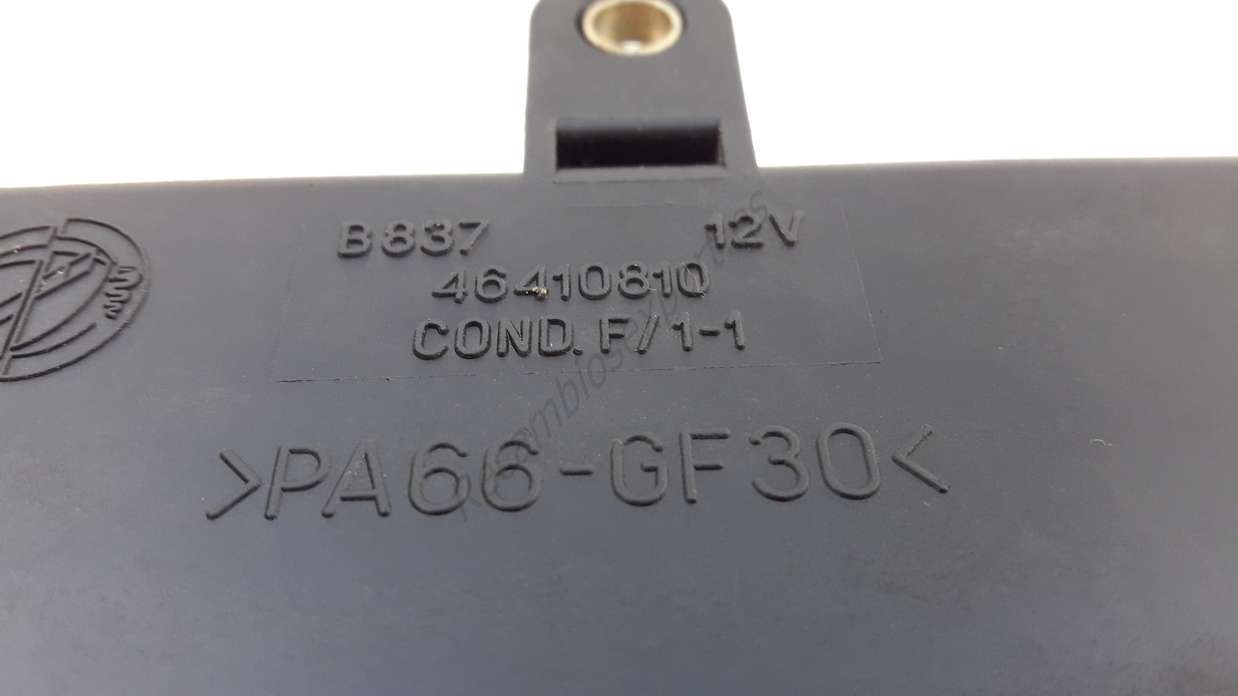 B837 12V
46410810
COND. F/1-1
>PA66-GF30<